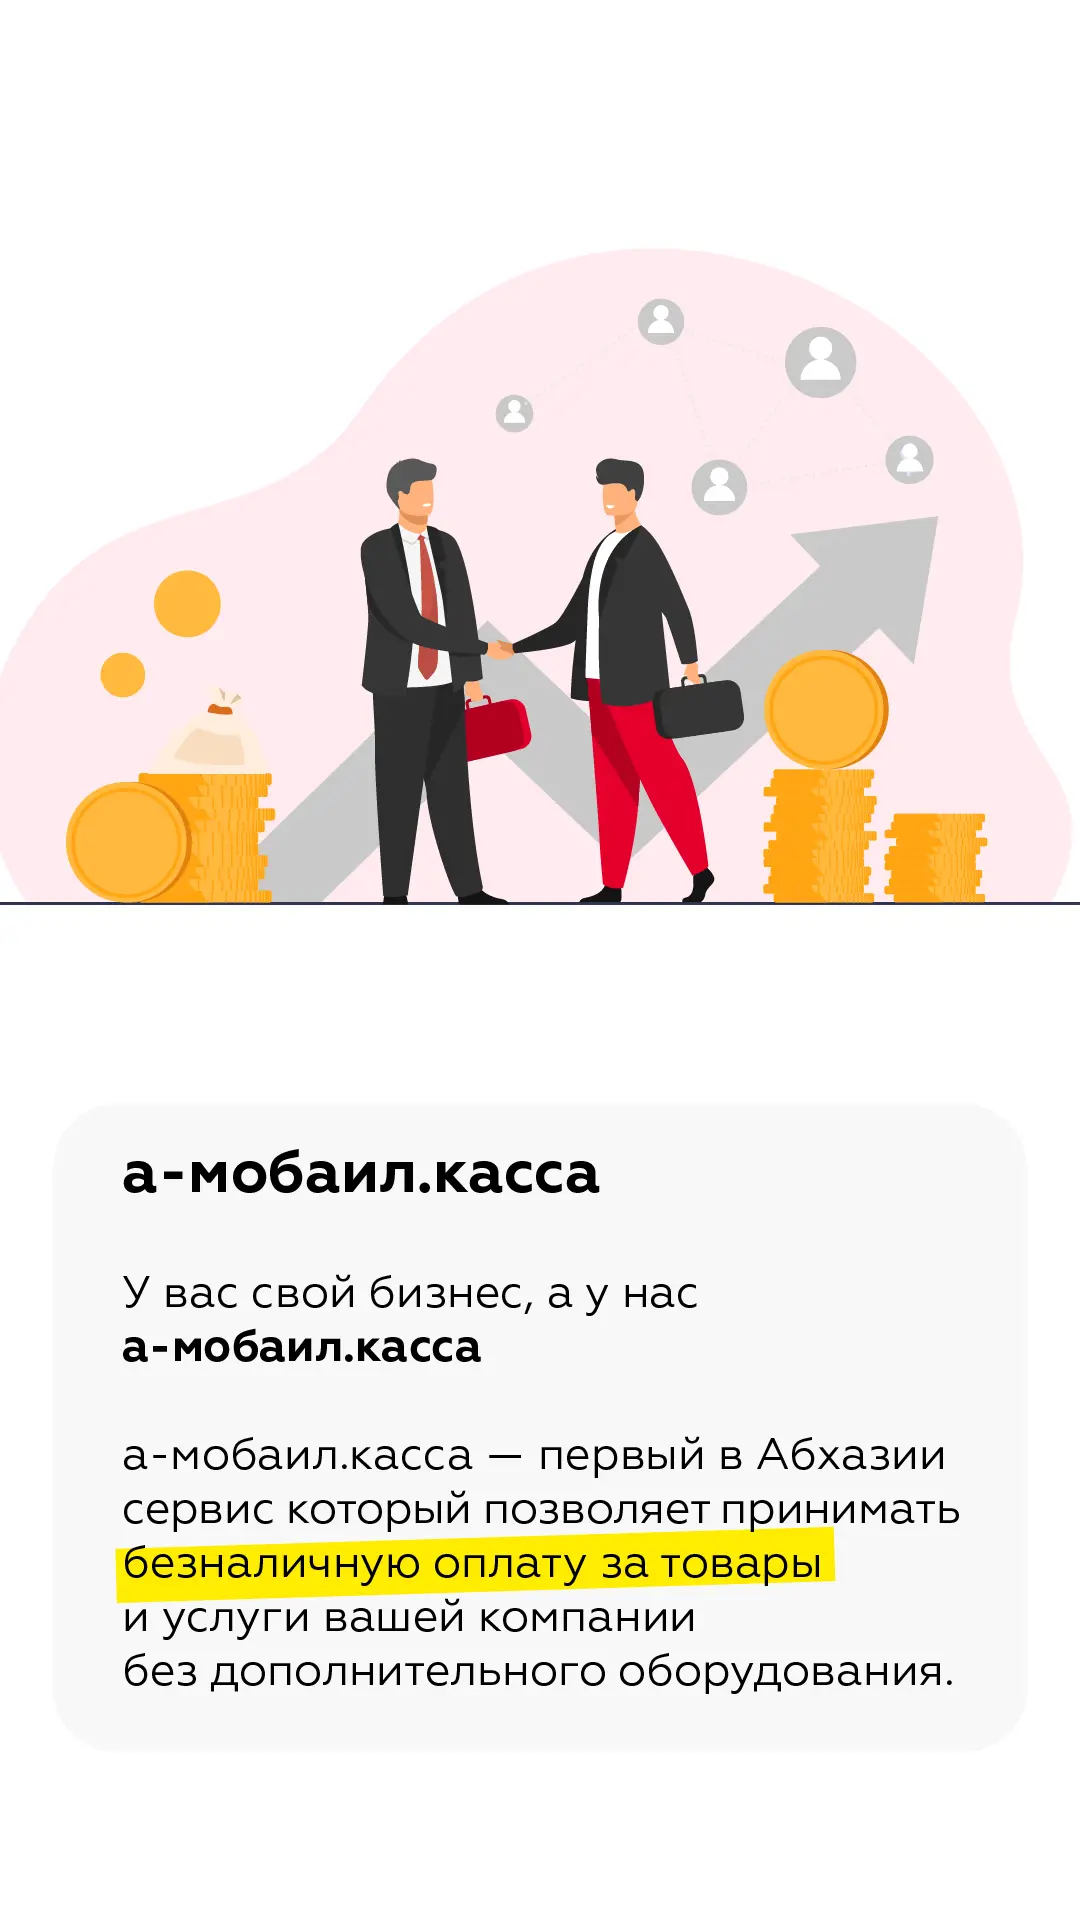 а-мобаил.касса
У вас свой бизнес, а у нас
а-мобаил.касса
а-мобаил.касса — первый в Абхазии
сервис который позволяет принимать
безналичную оплату за товары
и услуги вашей компании
без дополнительного оборудования.